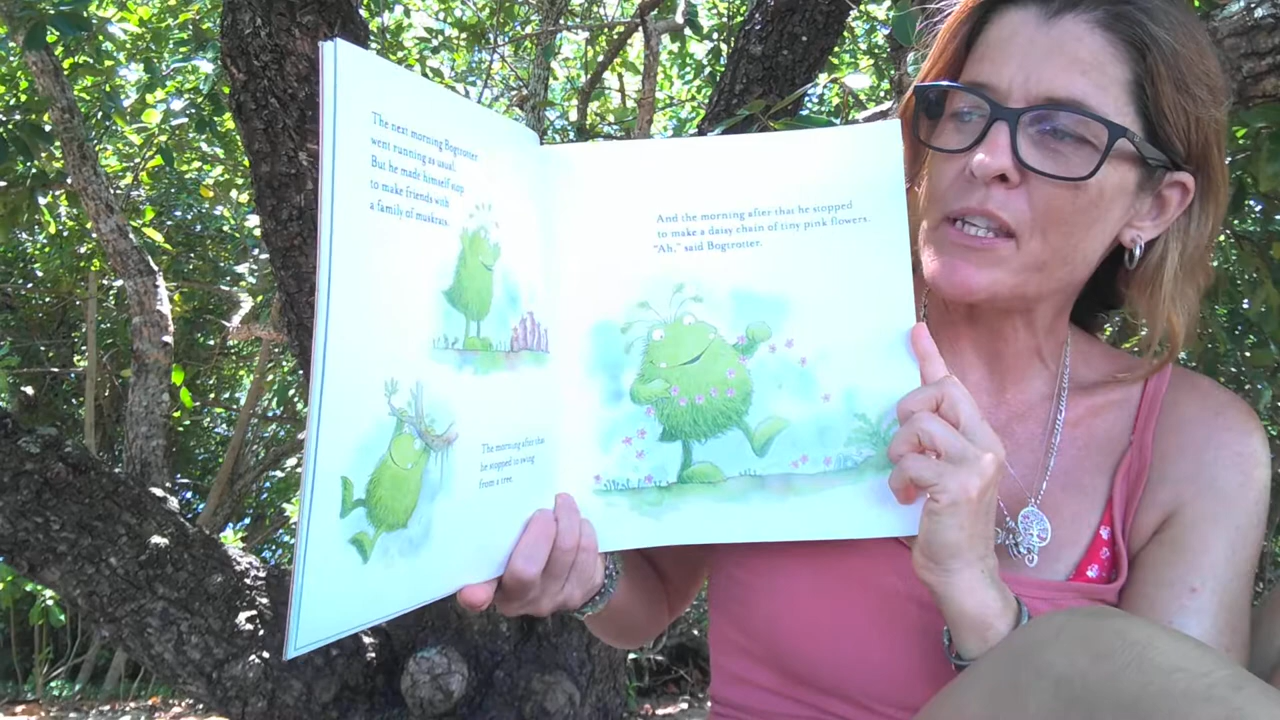 The next morning Bogtrotter
went running as usual.
But he made himself stop
to make friends with
a family of muskrats.
The morning after that
he stopped to swing
from a tree.
And the morning after that he stopped
to make a daisy chain of tiny pink flowers.
"Ah," said Bogtrotter.